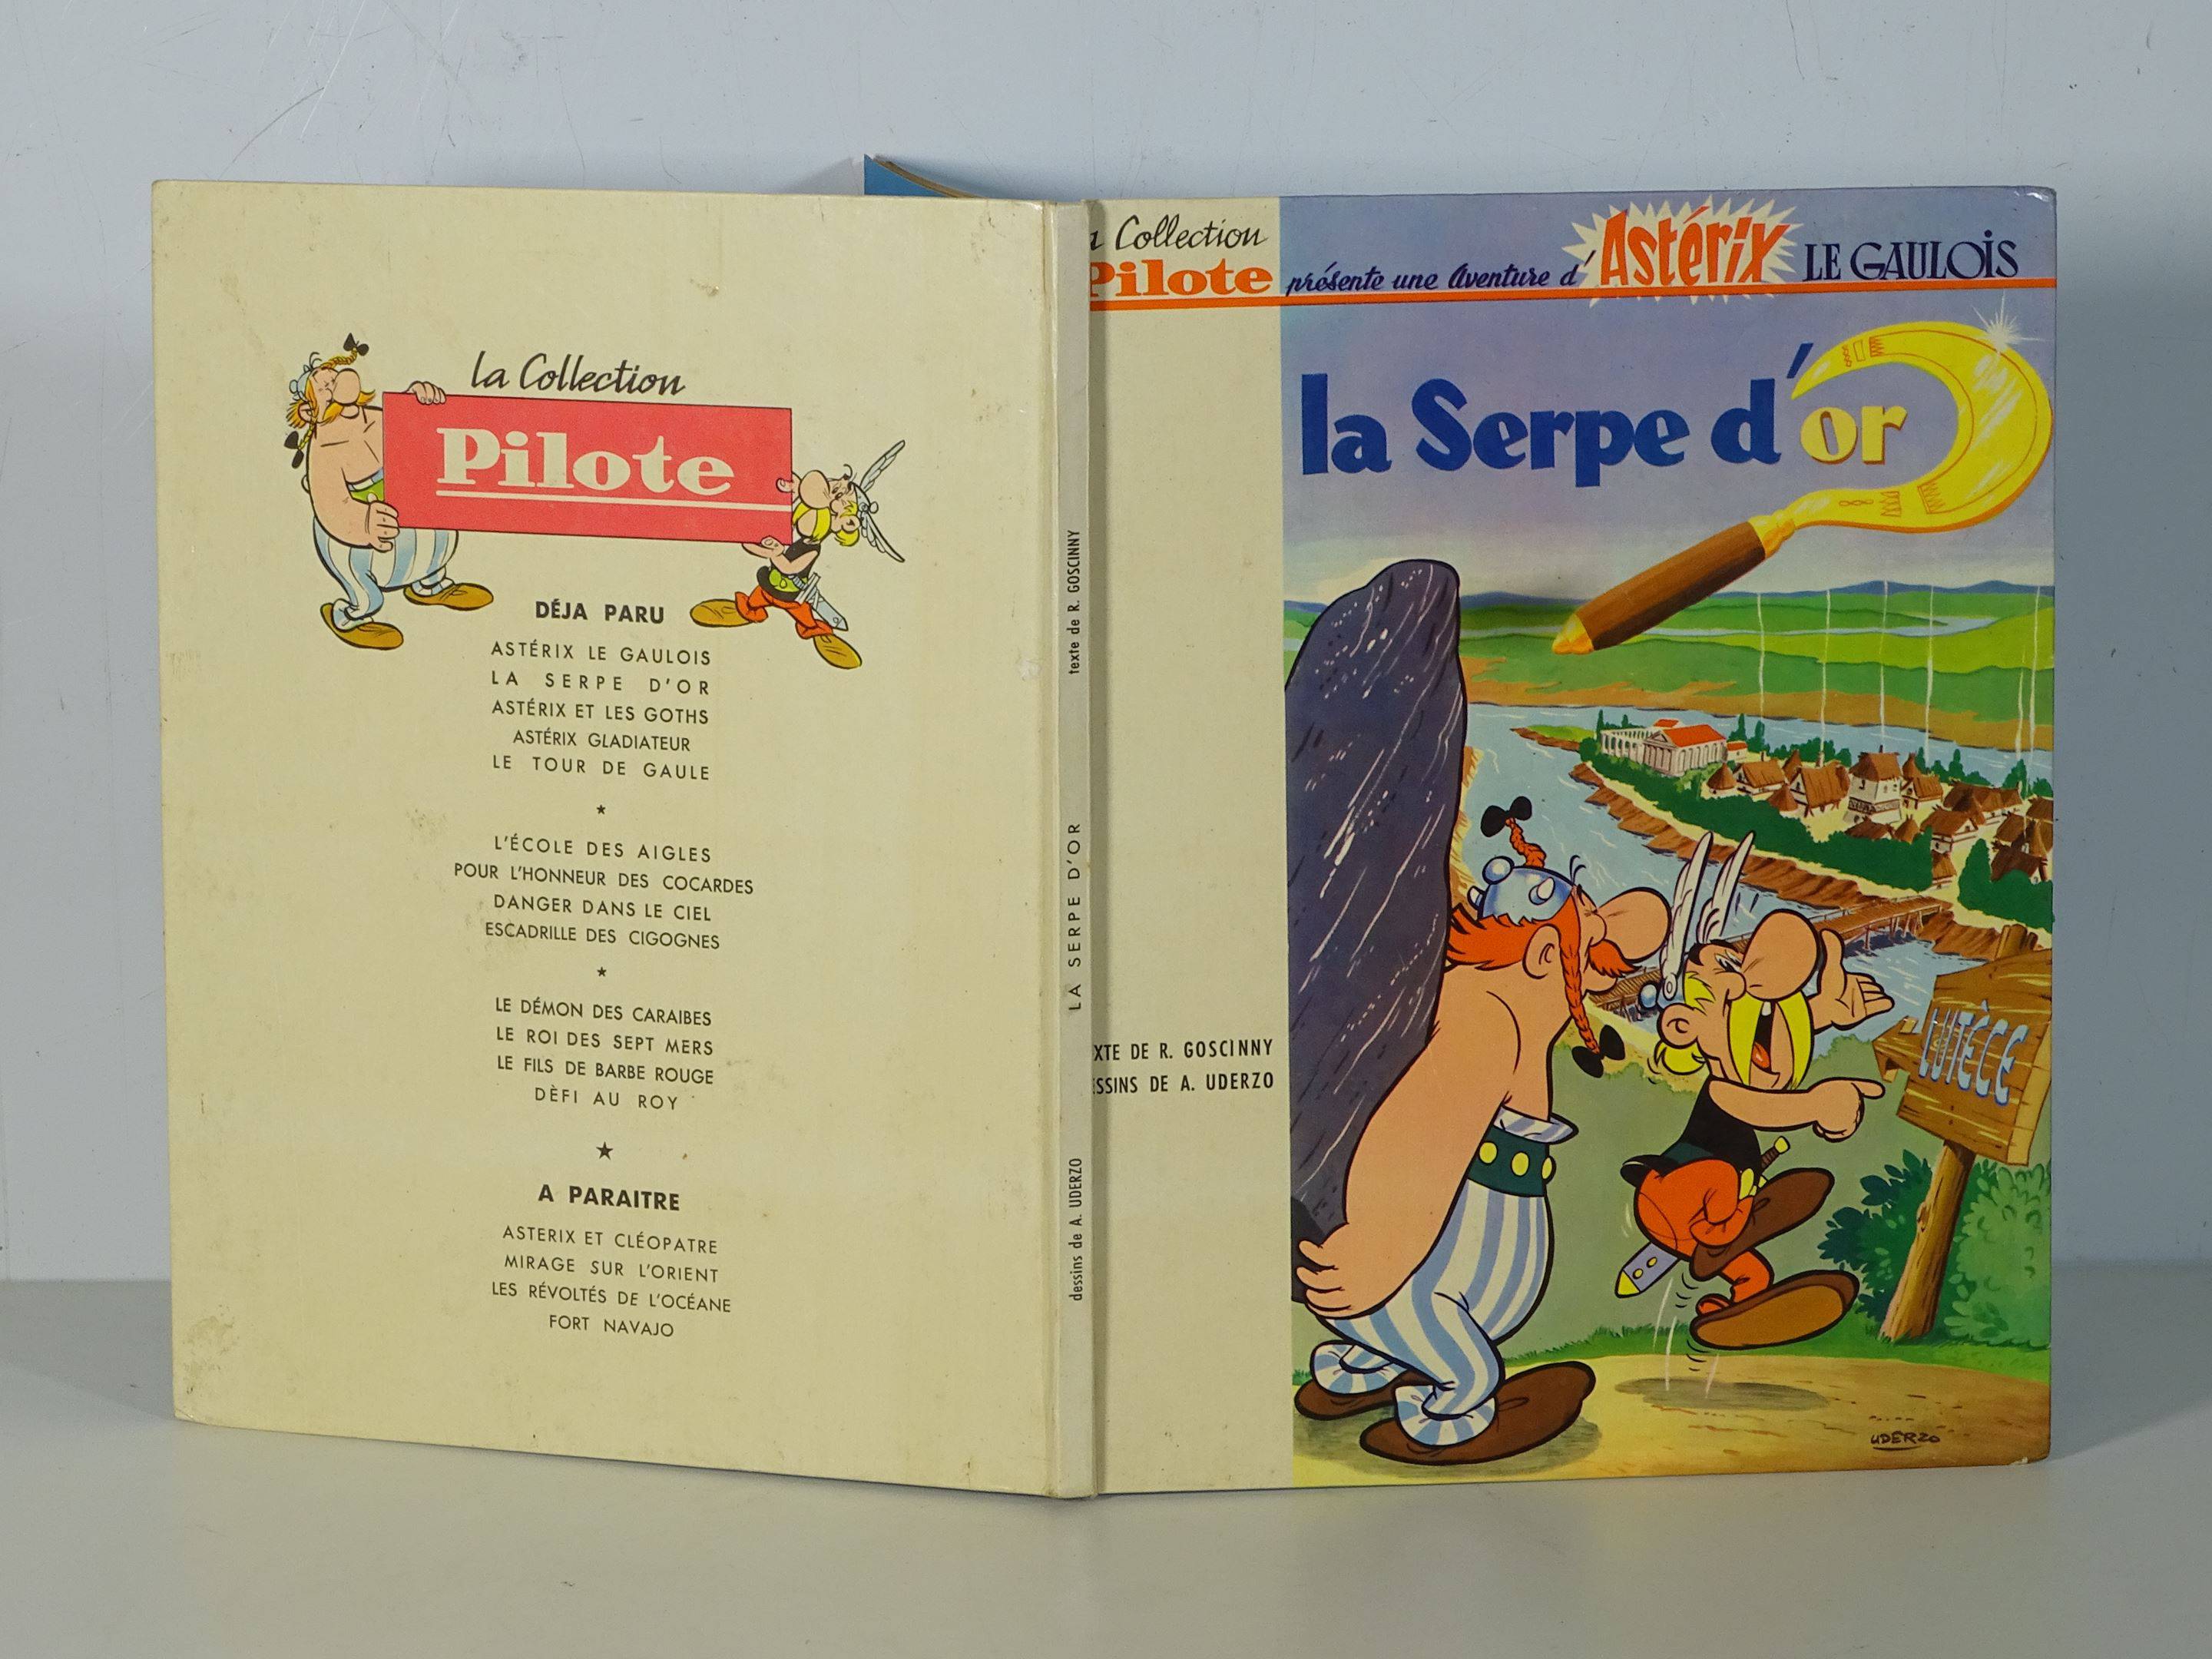 la Collection
Pilote
DÉJA PARU
ASTÉRIX LE GAULOIS
LA SERPE D'OR
ASTÉRIX ET LES GOTHS
ASTÉRIX GLADIATEUR
LE TOUR DE GAULE
L'ÉCOLE DES AIGLES
POUR L'HONNEUR DES COCARDES
DANGER DANS LE CIEL
ESCADRILLE DES CIGOGNES
LE DÉMON DES CARAIBES
LE ROI DES SEPT MERS
LE FILS DE BARBE ROUGE
DÈFI AU ROY
A PARAITRE
ASTERIX ET CLÉOPATRE
MIRAGE SUR L'ORIENT
LES RÉVOLTÉS DE L'OCÉANE
FORT NAVAJO
texte de R. GOSCINNY
LA SERPE D'OR
dessins de A. UDERZO
a Collection
Pilote présente une Aventure d'Astérix LE GAULOIS
la Serpe d'or
LUTÈCE
XTE DE R. GOSCINNY
SSINS DE A. UDERZO
UDERZO